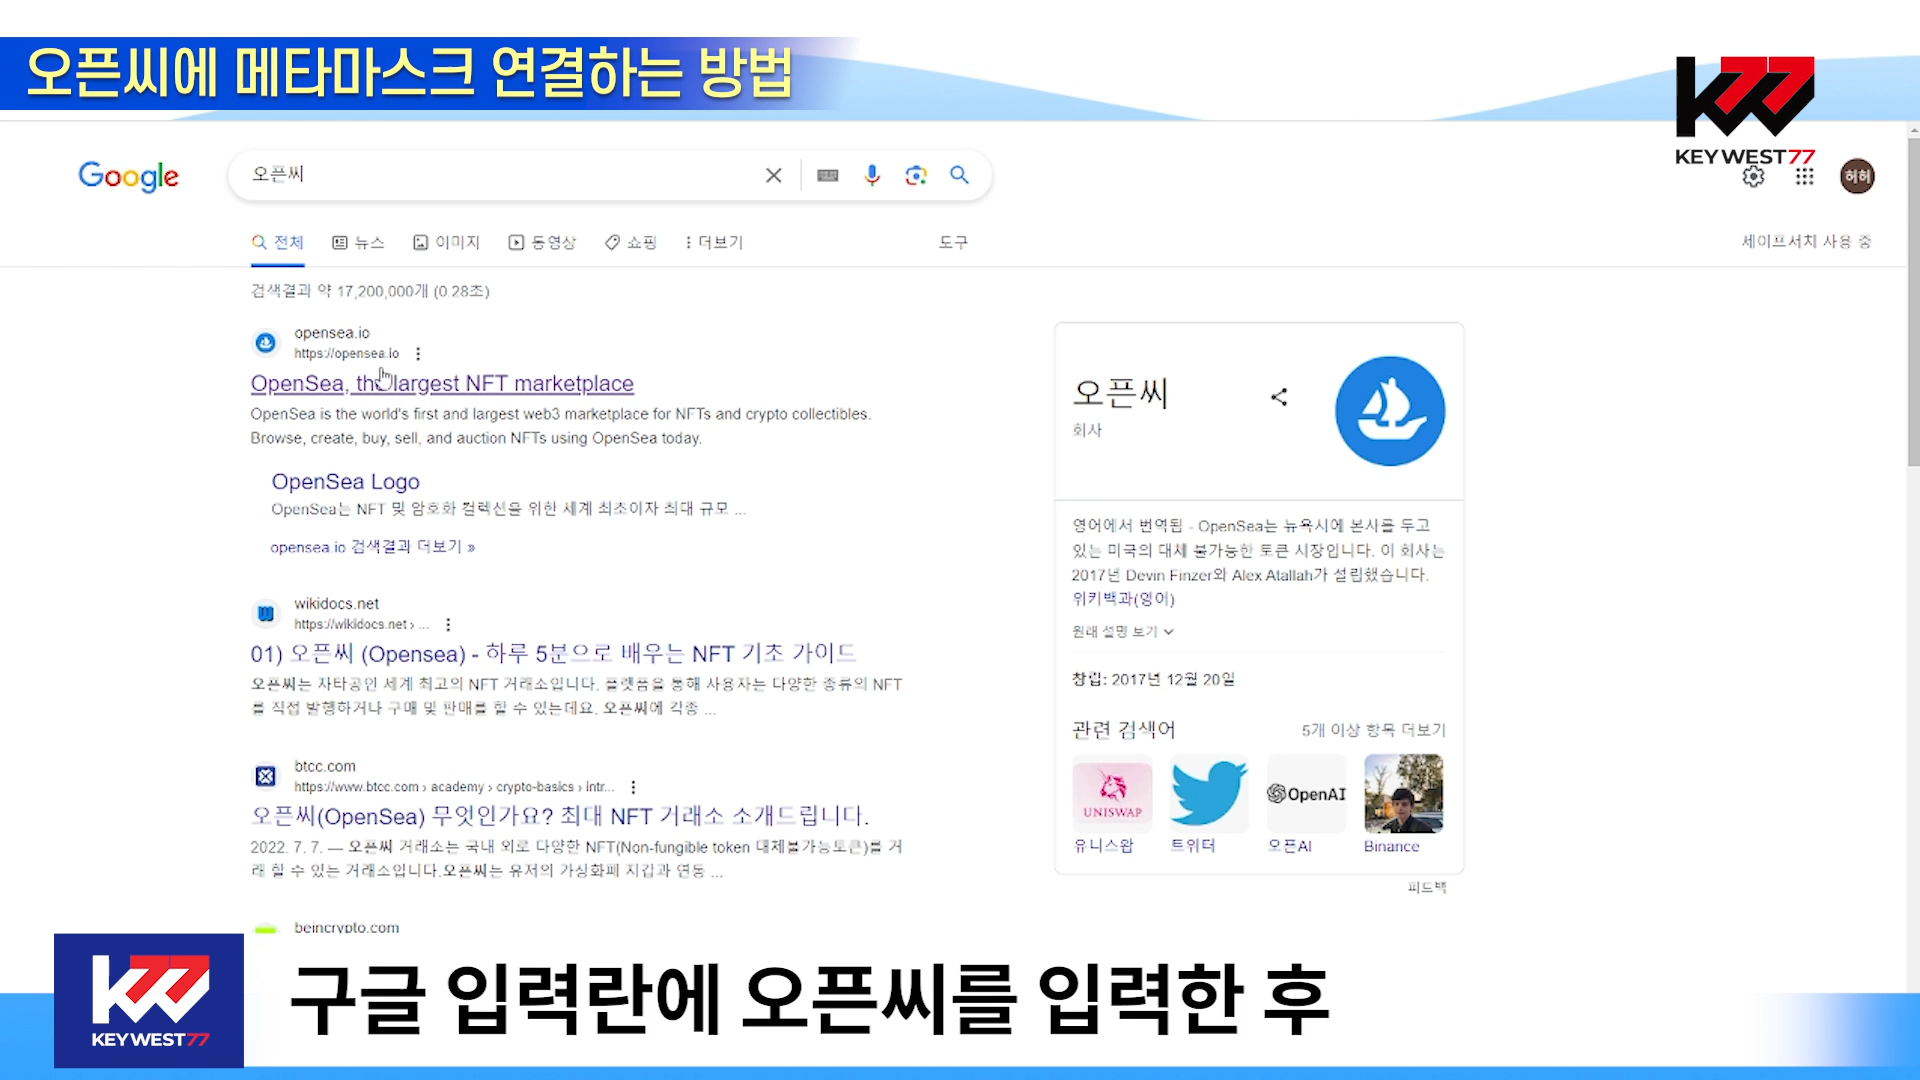 오픈씨에 메타마스크 연결하는 방법
K77
KEYWEST77
Google
오픈씨
허허
전체
뉴스
이미지
동영상
쇼핑
더보기
도구
세이프서치 사용 중
검색결과 약 17,200,000개 (0.28초)
opensea.io
https://opensea.io
OpenSea, the largest NFT marketplace
OpenSea is the world's first and largest web3 marketplace for NFTs and crypto collectibles.
Browse, create, buy, sell, and auction NFTs using OpenSea today.
OpenSea Logo
OpenSea는 NFT 및 암호화 컬렉션을 위한 세계 최초이자 최대 규모 ...
opensea.io 검색결과 더보기 »
wikidocs.net
https://wikidocs.net › ...
01) 오픈씨 (Opensea) - 하루 5분으로 배우는 NFT 기초 가이드
오픈씨는 자타공인 세계 최고의 NFT 거래소입니다. 플랫폼을 통해 사용자는 다양한 종류의 NFT
를 직접 발행하거나 구매 및 판매를 할 수 있는데요. 오픈씨에 각종 ...
btcc.com
https://www.btcc.com › academy › crypto-basics › intr...
오픈씨(OpenSea) 무엇인가요? 최대 NFT 거래소 소개드립니다.
2022. 7. 7. — 오픈씨 거래소는 국내 외로 다양한 NFT(Non-fungible token 대체불가능토큰)를 거
래 할 수 있는 거래소입니다.오픈씨는 유저의 가상화폐 지갑과 연동 ...
beincrypto.com
오픈씨
회사
영어에서 번역됨 - OpenSea는 뉴욕시에 본사를 두고
있는 미국의 대체 불가능한 토큰 시장입니다. 이 회사는
2017년 Devin Finzer와 Alex Atallah가 설립했습니다.
위키백과(영어)
원래 설명 보기
창립: 2017년 12월 20일
관련 검색어
5개 이상 항목 더보기
UNISWAP
OpenAI
유니스왑
트위터
오픈AI
Binance
피드백
K77
KEYWEST77
구글 입력란에 오픈씨를 입력한 후